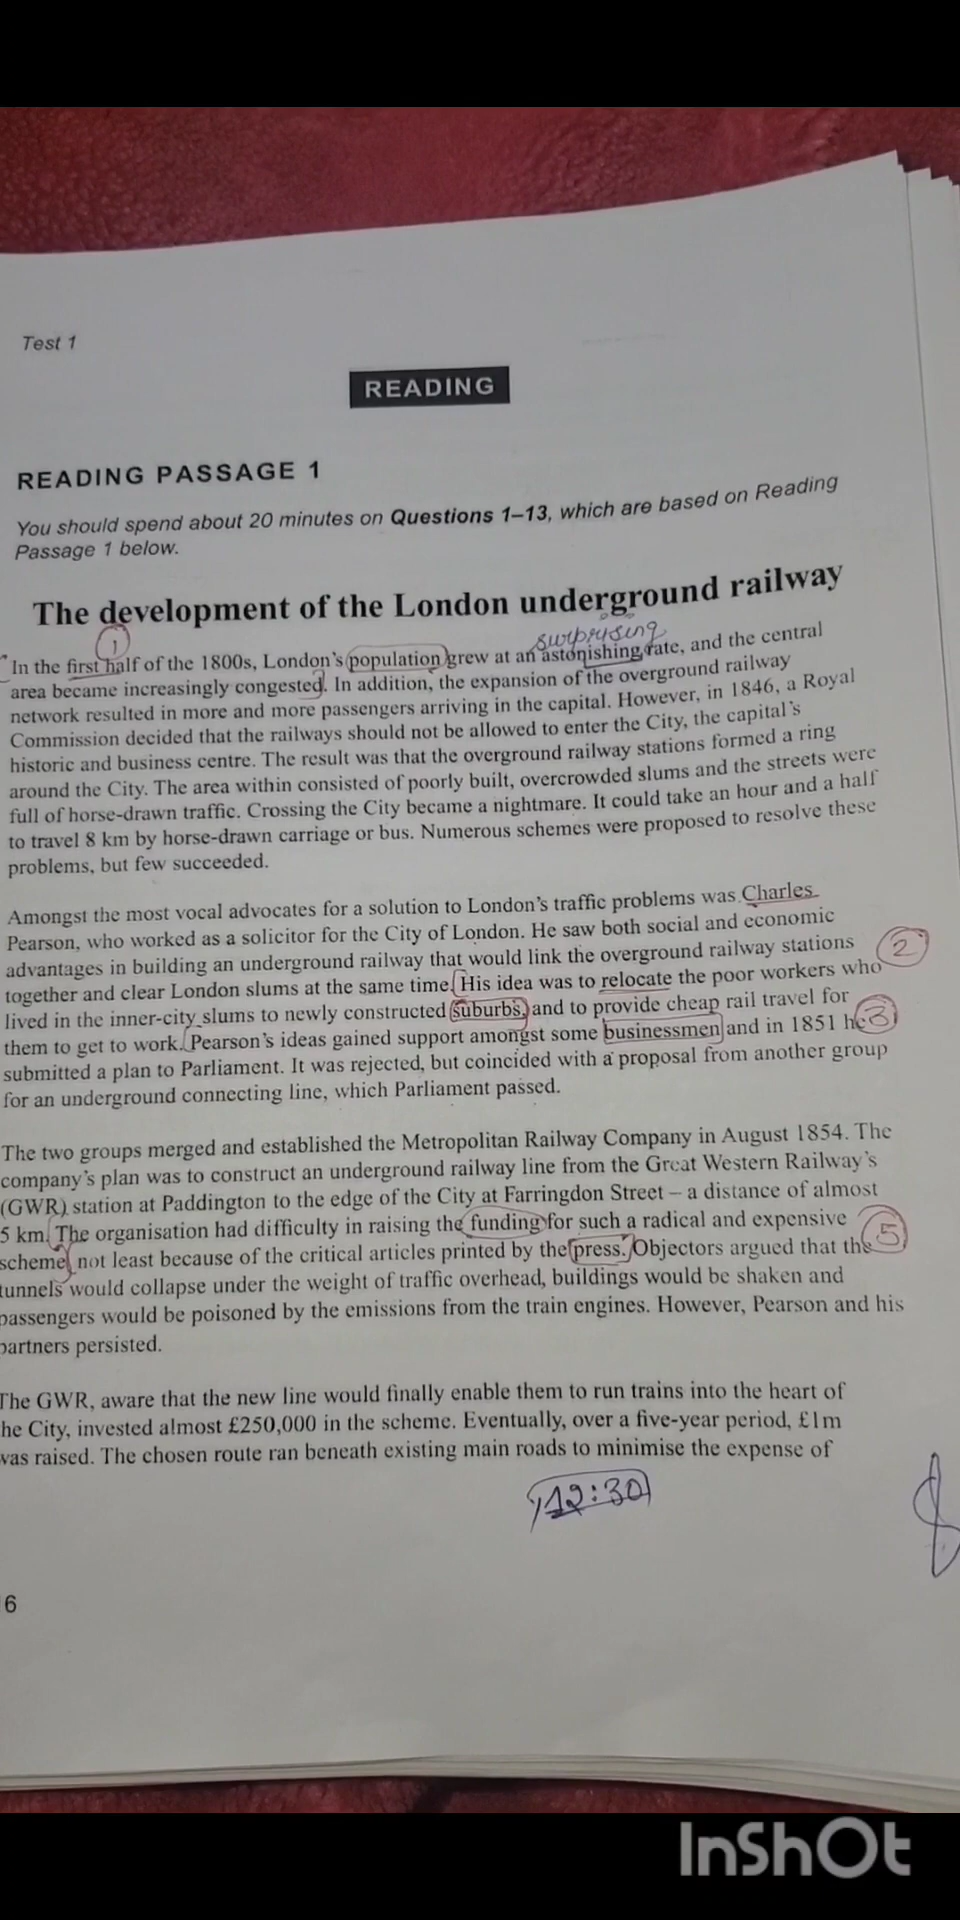 Test 1
READING
READING PASSAGE 1
You should spend about 20 minutes on Questions 1–13, which are based on Reading
Passage 1 below.
The development of the London underground railway
1
surprising
In the first half of the 1800s, London's population grew at an astonishing rate, and the central
area became increasingly congested. In addition, the expansion of the overground railway
network resulted in more and more passengers arriving in the capital. However, in 1846, a Royal
Commission decided that the railways should not be allowed to enter the City, the capital's
historic and business centre. The result was that the overground railway stations formed a ring
around the City. The area within consisted of poorly built, overcrowded slums and the streets were
full of horse-drawn traffic. Crossing the City became a nightmare. It could take an hour and a half
to travel 8 km by horse-drawn carriage or bus. Numerous schemes were proposed to resolve these
problems, but few succeeded.
Amongst the most vocal advocates for a solution to London's traffic problems was Charles
Pearson, who worked as a solicitor for the City of London. He saw both social and economic
advantages in building an underground railway that would link the overground railway stations
2
together and clear London slums at the same time. His idea was to relocate the poor workers who
lived in the inner-city slums to newly constructed suburbs, and to provide cheap rail travel for
them to get to work. Pearson's ideas gained support amongst some businessmen and in 1851 he
3
submitted a plan to Parliament. It was rejected, but coincided with a proposal from another group
for an underground connecting line, which Parliament passed.
The two groups merged and established the Metropolitan Railway Company in August 1854. The
company's plan was to construct an underground railway line from the Great Western Railway's
(GWR) station at Paddington to the edge of the City at Farringdon Street – a distance of almost
5 km. The organisation had difficulty in raising the funding for such a radical and expensive
5
scheme, not least because of the critical articles printed by the press. Objectors argued that the
tunnels would collapse under the weight of traffic overhead, buildings would be shaken and
passengers would be poisoned by the emissions from the train engines. However, Pearson and his
partners persisted.
The GWR, aware that the new line would finally enable them to run trains into the heart of
the City, invested almost £250,000 in the scheme. Eventually, over a five-year period, £1m
was raised. The chosen route ran beneath existing main roads to minimise the expense of
12:30
6
InShOt